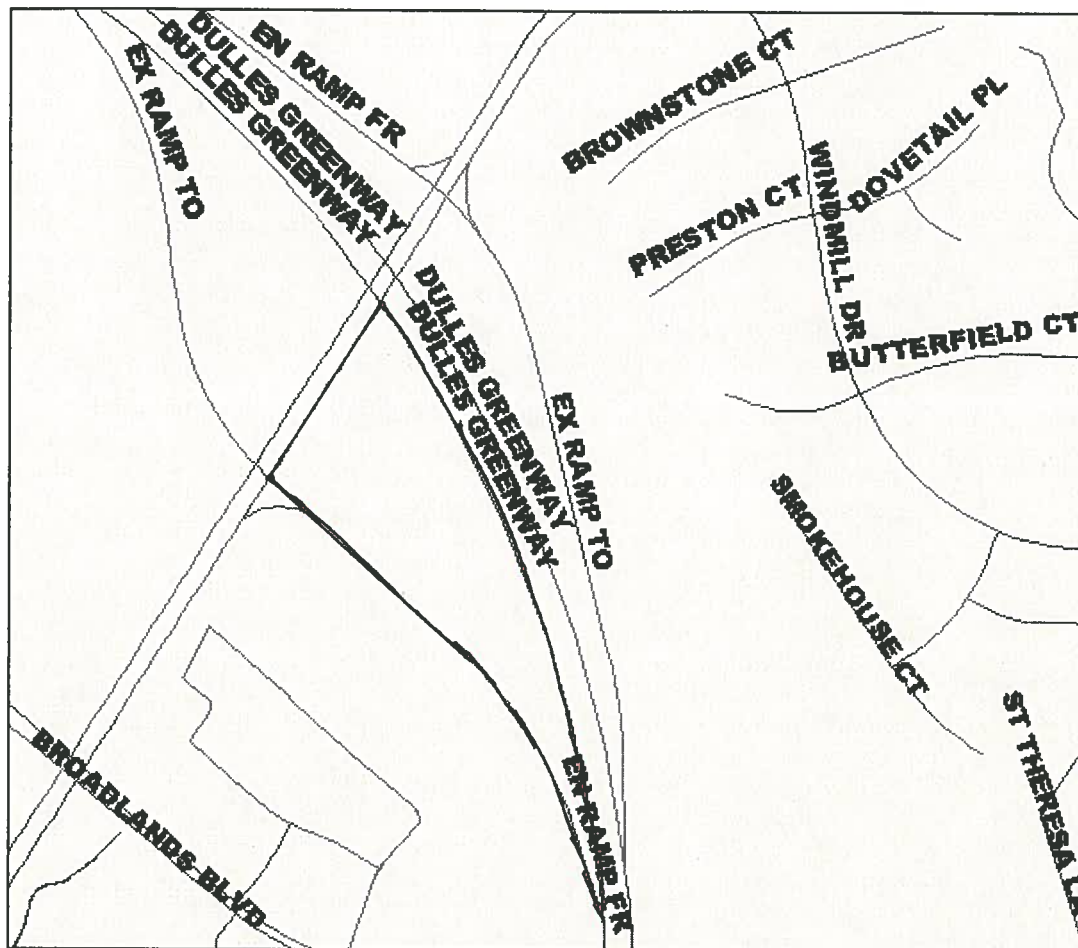 EN RAMP FR
DULLES GREENWAY
DULLES GREENWAY
EX RAMP TO
BROWNSTONE CT
WINDMILL DR
DOVETAIL PL
PRESTON CT
DULLES GREENWAY
DULLES GREENWAY
BUTTERFIELD CT
EX RAMP TO
SMOKEHOUSE CT
ST THERESA
BROADLANDS BLVD
EN RAMP FR